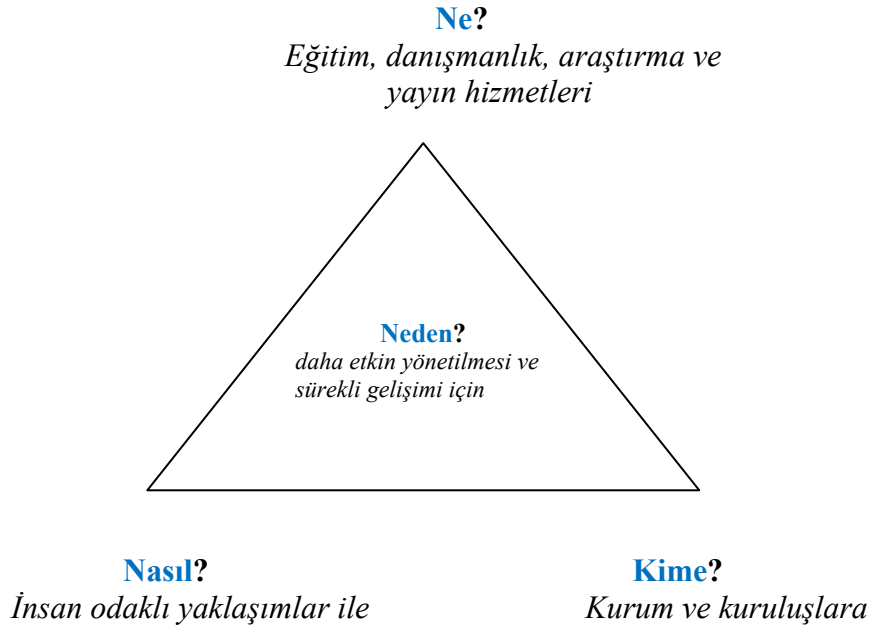 Ne?
Eğitim, danışmanlık, araştırma ve
yayın hizmetleri
Neden?
daha etkin yönetilmesi ve
sürekli gelişimi için
Nasıl?
İnsan odaklı yaklaşımlar ile
Kime?
Kurum ve kuruluşlara